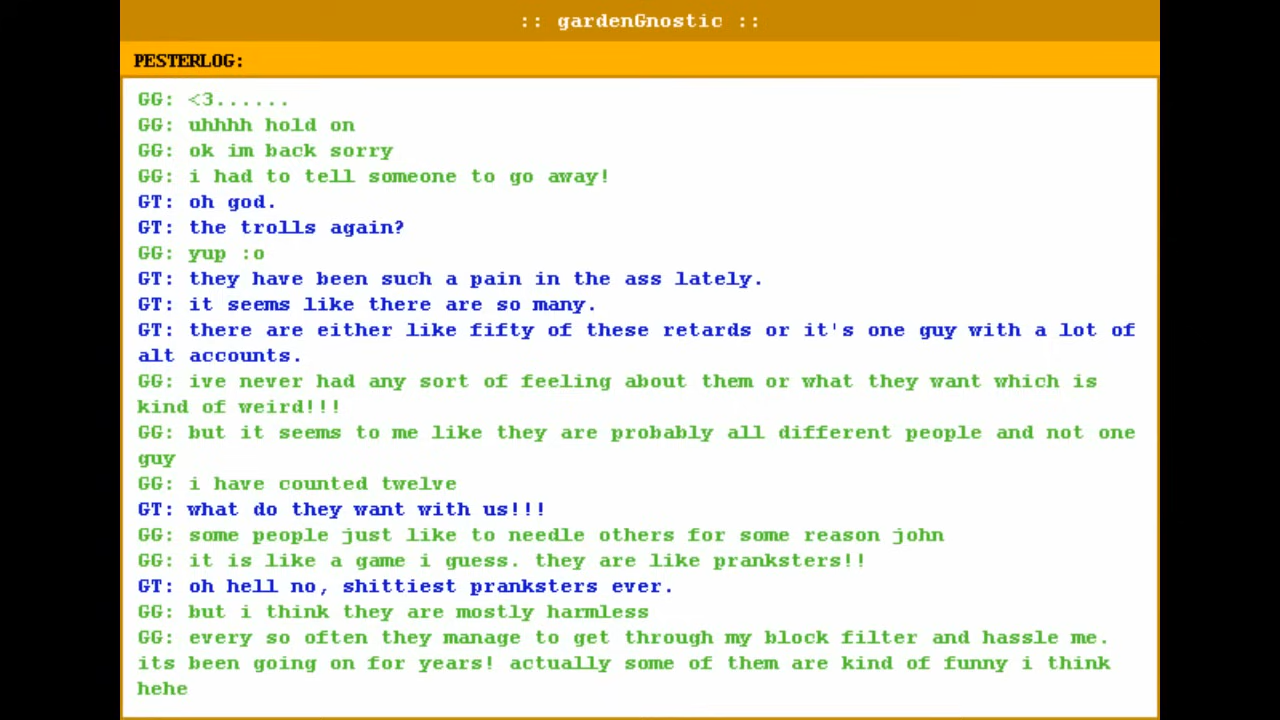 :: gardenGnostic ::
PESTERLOG:
GG: <3......
GG: uhhhh hold on
GG: ok im back sorry
GG: i had to tell someone to go away!
GT: oh god.
GT: the trolls again?
GG: yup :o
GT: they have been such a pain in the ass lately.
GT: it seems like there are so many.
GT: there are either like fifty of these retards or it's one guy with a lot of
alt accounts.
GG: ive never had any sort of feeling about them or what they want which is
kind of weird!!!
GG: but it seems to me like they are probably all different people and not one
guy
GG: i have counted twelve
GT: what do they want with us!!!
GG: some people just like to needle others for some reason john
GG: it is like a game i guess. they are like pranksters!!
GT: oh hell no, shittiest pranksters ever.
GG: but i think they are mostly harmless
GG: every so often they manage to get through my block filter and hassle me.
its been going on for years! actually some of them are kind of funny i think
hehe